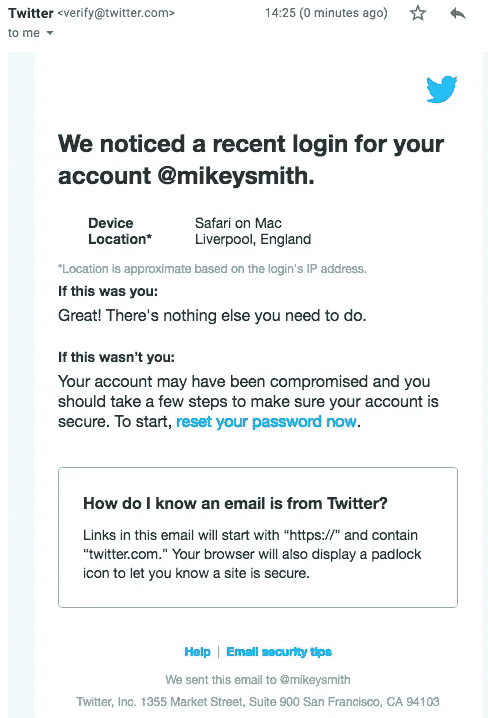 Twitter <verify@twitter.com> 14:25 (0 minutes ago)
to me
We noticed a recent login for your
account @mikeysmith.
Device Safari on Mac
Location* Liverpool, England
*Location is approximate based on the login's IP address.
If this was you:
Great! There's nothing else you need to do.
If this wasn't you:
Your account may have been compromised and you
should take a few steps to make sure your account is
secure. To start, reset your password now.
How do I know an email is from Twitter?
Links in this email will start with “https://” and contain
“twitter.com.” Your browser will also display a padlock
icon to let you know a site is secure.
Help | Email security tips
We sent this email to @mikeysmith
Twitter, Inc. 1355 Market Street, Suite 900 San Francisco, CA 94103